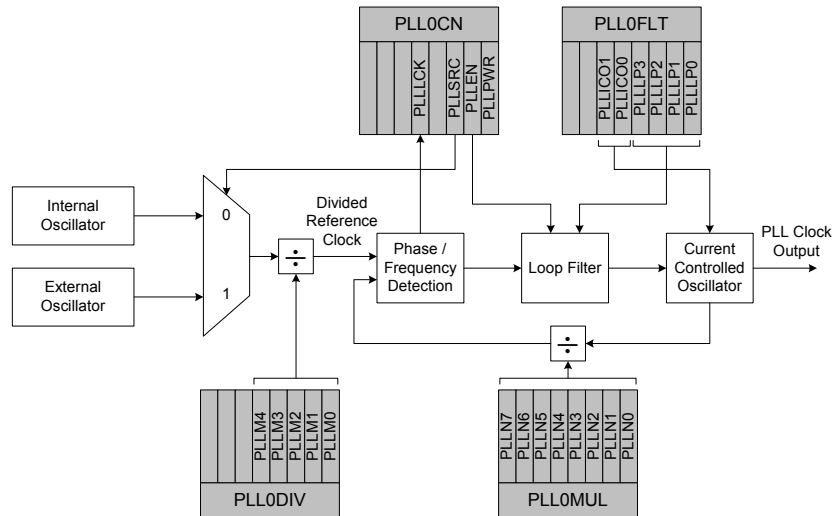 PLL0CN
PLLLCK
PLLSRC
PLLEN
PLLPWR
PLL0FLT
PLLICO1
PLLICO0
PLLLP3
PLLLP2
PLLLP1
PLLLP0
Internal
Oscillator
External
Oscillator
0
1
÷
Divided
Reference
Clock
Phase /
Frequency
Detection
Loop Filter
Current
Controlled
Oscillator
PLL Clock
Output
÷
PLLM4
PLLM3
PLLM2
PLLM1
PLLM0
PLL0DIV
PLLN7
PLLN6
PLLN5
PLLN4
PLLN3
PLLN2
PLLN1
PLLN0
PLL0MUL